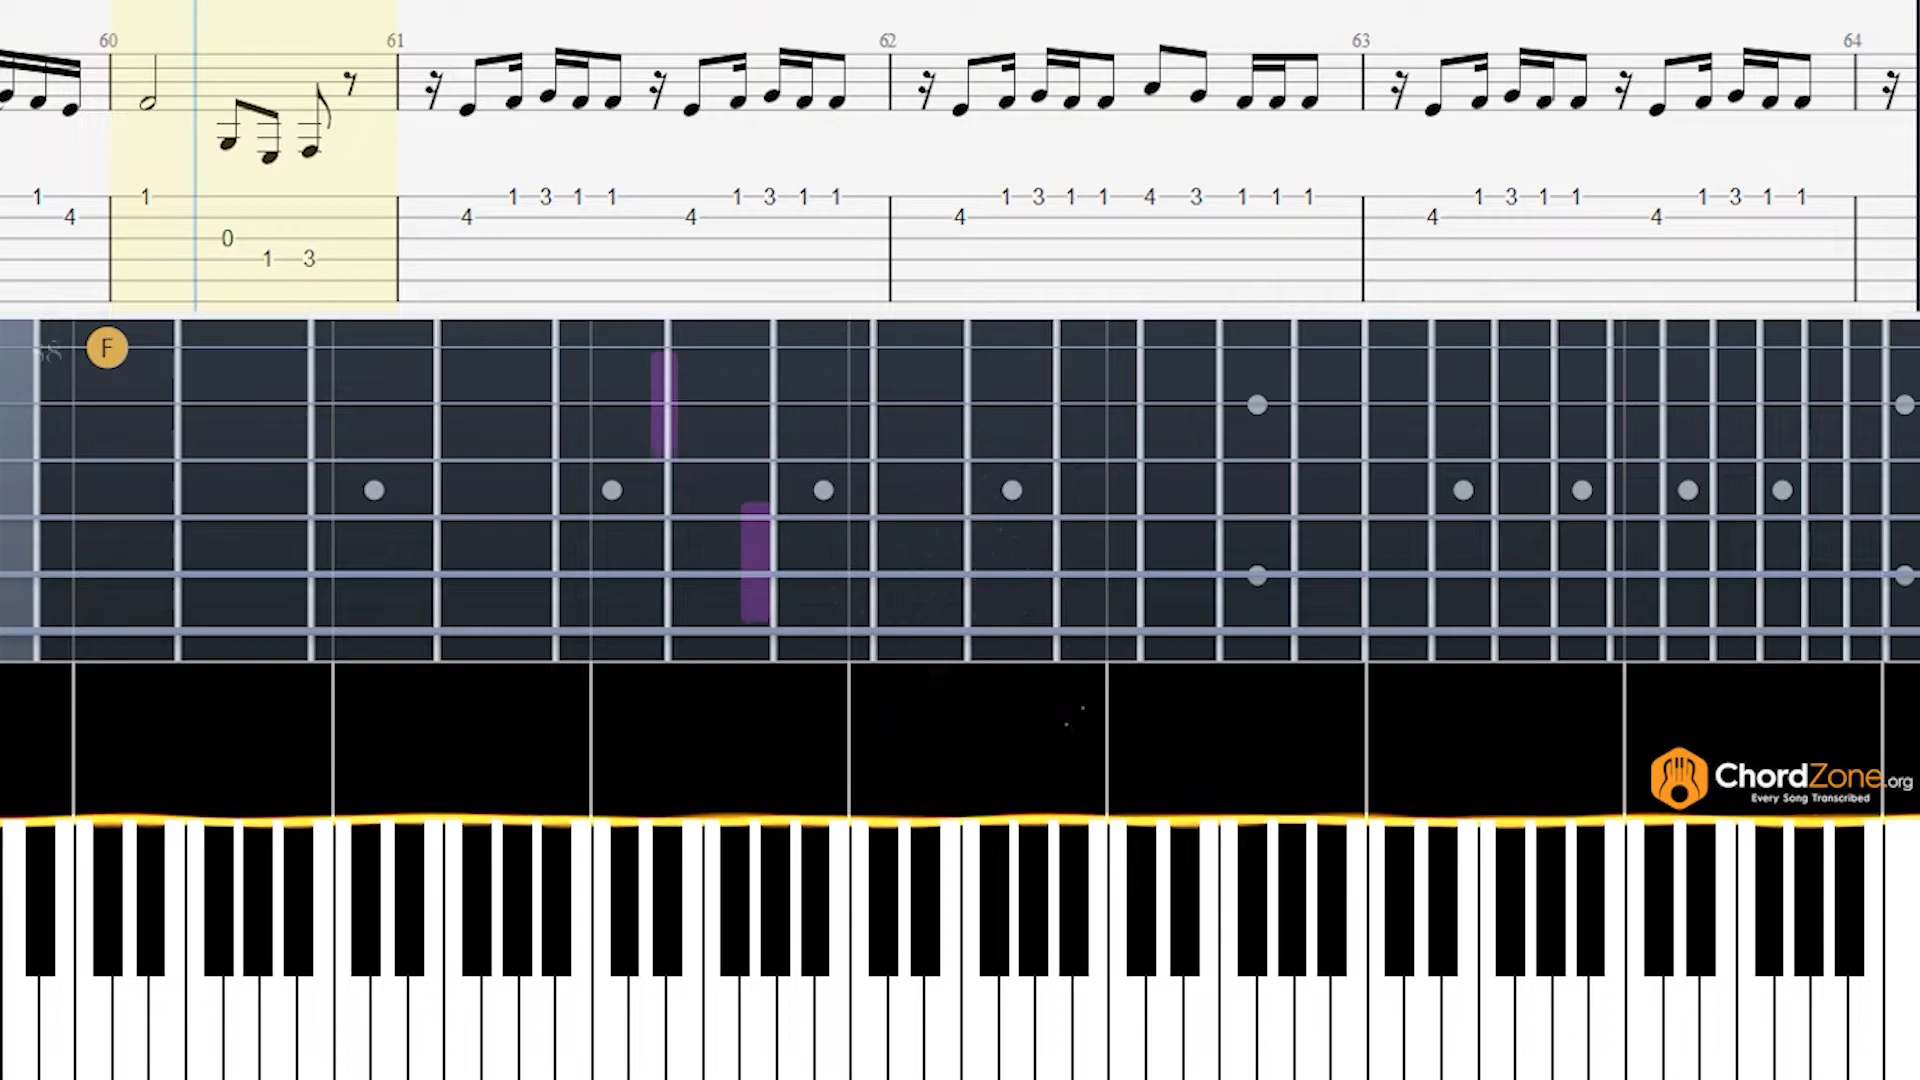 60 61 62 63 64
1 1 1 3 1 1 1 3 1 1 1 3 1 1 4 3 1 1 1 1 3 1 1 1 3 1 1
4 4 4 4 4 4
0
1 3
F
ChordZone.org
Every Song Transcribed